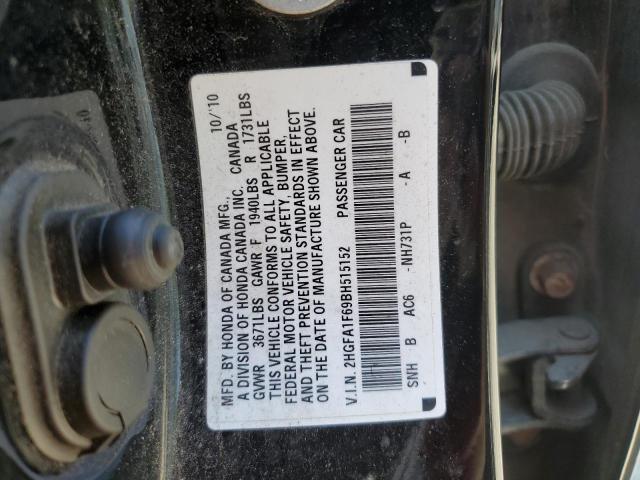 MFD. BY HONDA OF CANADA MFG., 10/'10
A DIVISION OF HONDA CANADA INC. CANADA
GVWR 3671LBS GAWR F 1940LBS R 1731LBS
THIS VEHICLE CONFORMS TO ALL APPLICABLE
FEDERAL MOTOR VEHICLE SAFETY, BUMPER,
AND THEFT PREVENTION STANDARDS IN EFFECT
ON THE DATE OF MANUFACTURE SHOWN ABOVE.
V.I.N. 2HGFA1F69BH515152 PASSENGER CAR
SNH B AC6 -NH731P -A -B